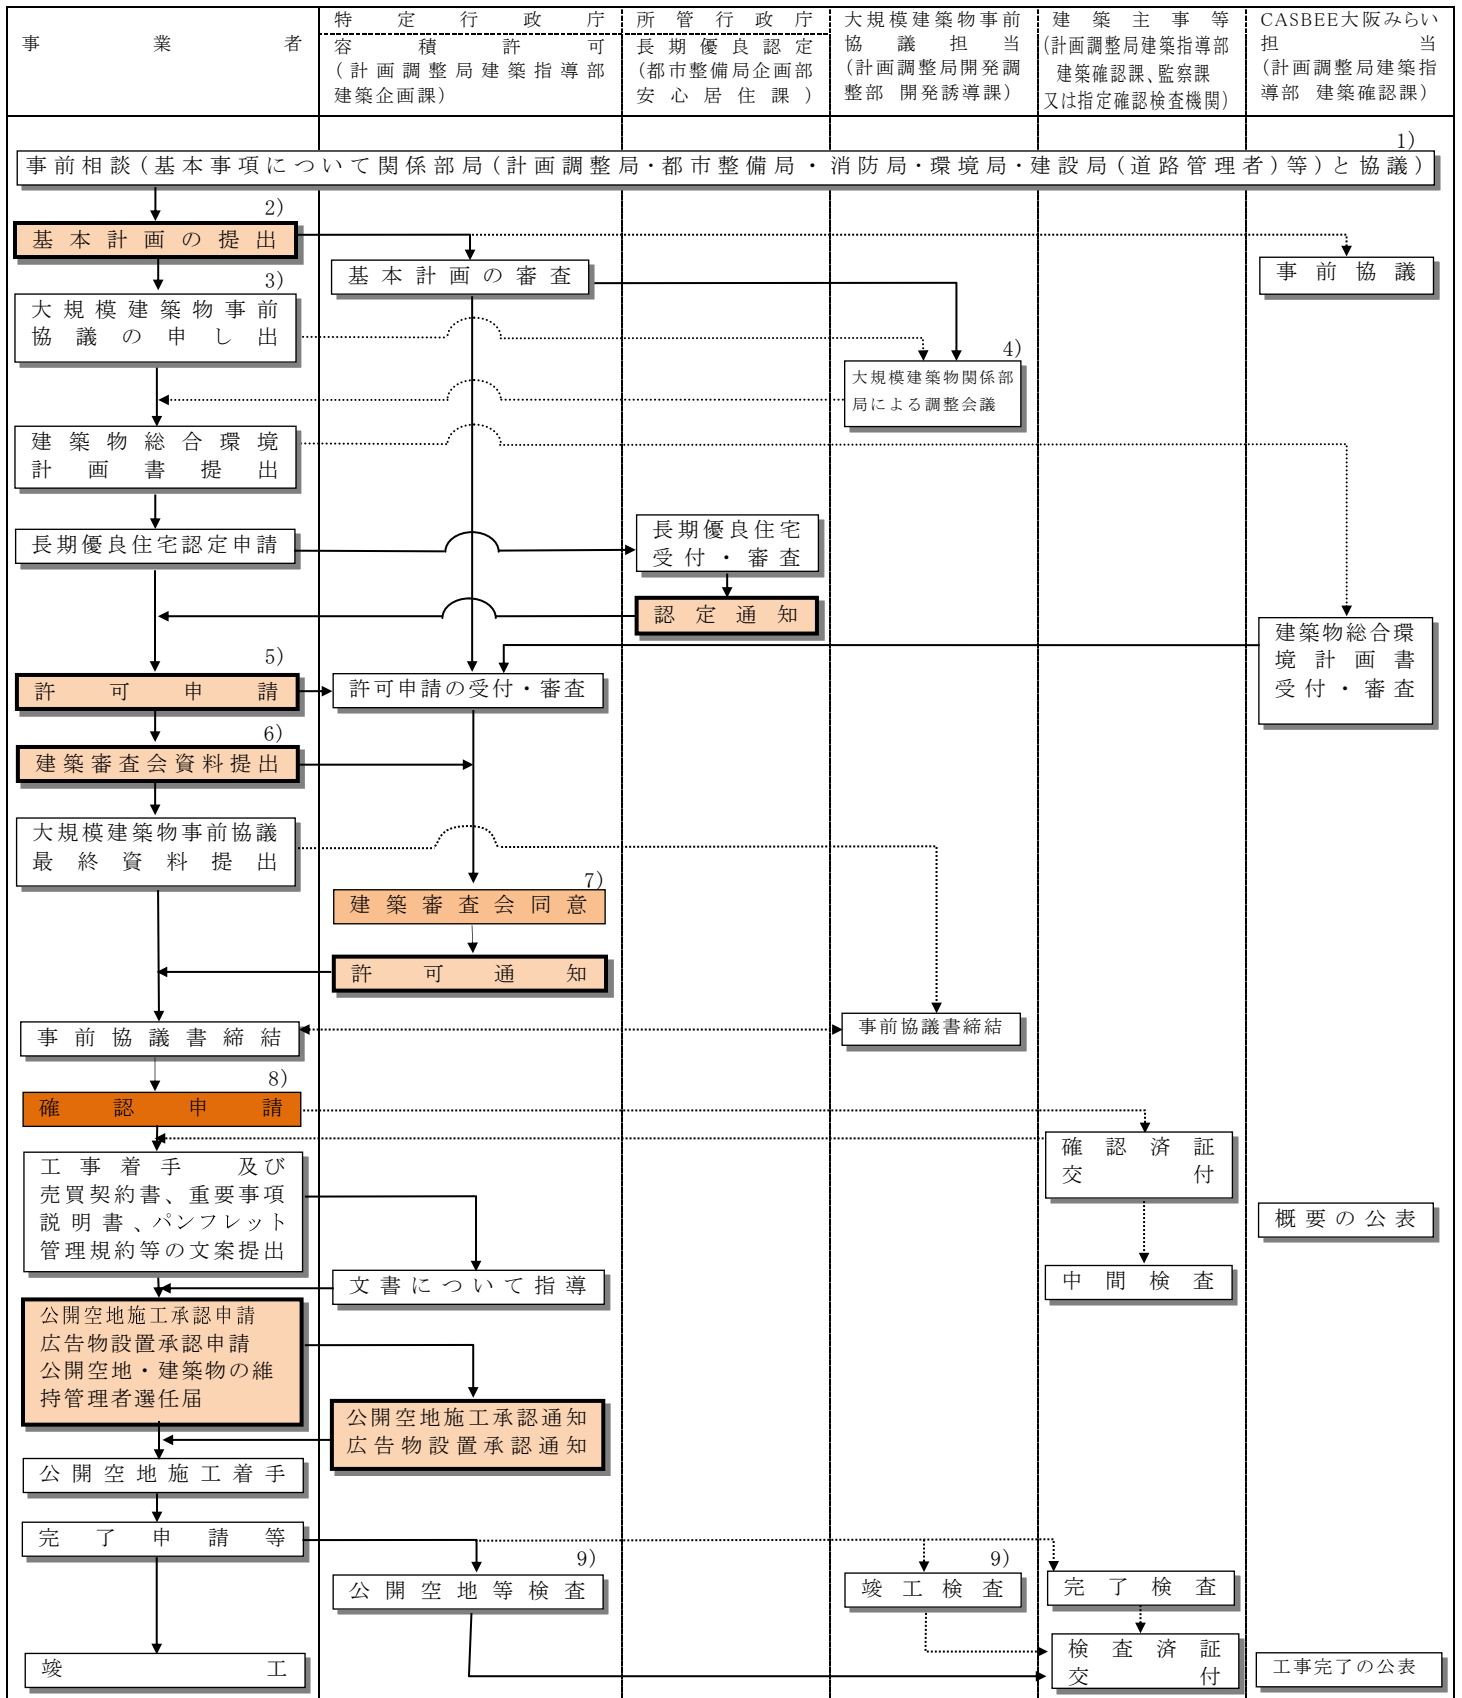 事業者
特定行政庁
容積許可
(計画調整局建築指導部
建築企画課)
所管行政庁
長期優良認定
(都市整備局企画部
安心居住課)
大規模建築物事前
協議担当
(計画調整局開発調
整部 開発誘導課)
建築主事等
(計画調整局建築指導部
建築確認課、監察課
又は指定確認検査機関)
CASBEE大阪みらい
担当
(計画調整局建築指
導部 建築確認課)
1)
事前相談(基本事項について関係部局(計画調整局・都市整備局・消防局・環境局・建設局(道路管理者)等)と協議)
2)
基本計画の提出
基本計画の審査
事前協議
3)
大規模建築物事前
協議の申し出
4)
大規模建築物関係部
局による調整会議
建築物総合環境
計画書提出
長期優良住宅認定申請
長期優良住宅
受付・審査
認定通知
建築物総合環
境計画書
受付・審査
5)
許可申請
許可申請の受付・審査
6)
建築審査会資料提出
大規模建築物事前協議
最終資料提出
7)
建築審査会同意
許可通知
事前協議書締結
事前協議書締結
8)
確認申請
確認済証
交付
工事着手 及び
売買契約書、重要事項
説明書、パンフレット
管理規約等の文案提出
概要の公表
文書について指導
中間検査
公開空地施工承認申請
広告物設置承認申請
公開空地・建築物の維
持管理者選任届
公開空地施工承認通知
広告物設置承認通知
公開空地施工着手
完了申請等
9)
公開空地等検査
9)
竣工検査
完了検査
検査済証
交付
竣工
工事完了の公表